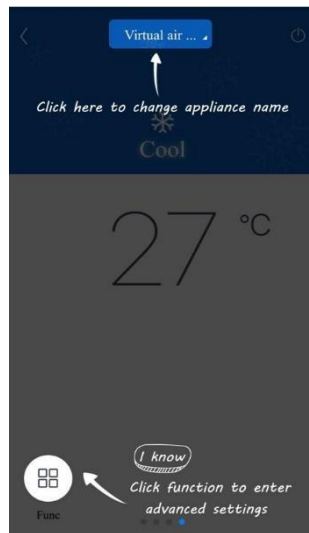 Virtual air ...
Click here to change appliance name
Cool
27 °C
I know
Click function to enter
advanced settings
Func